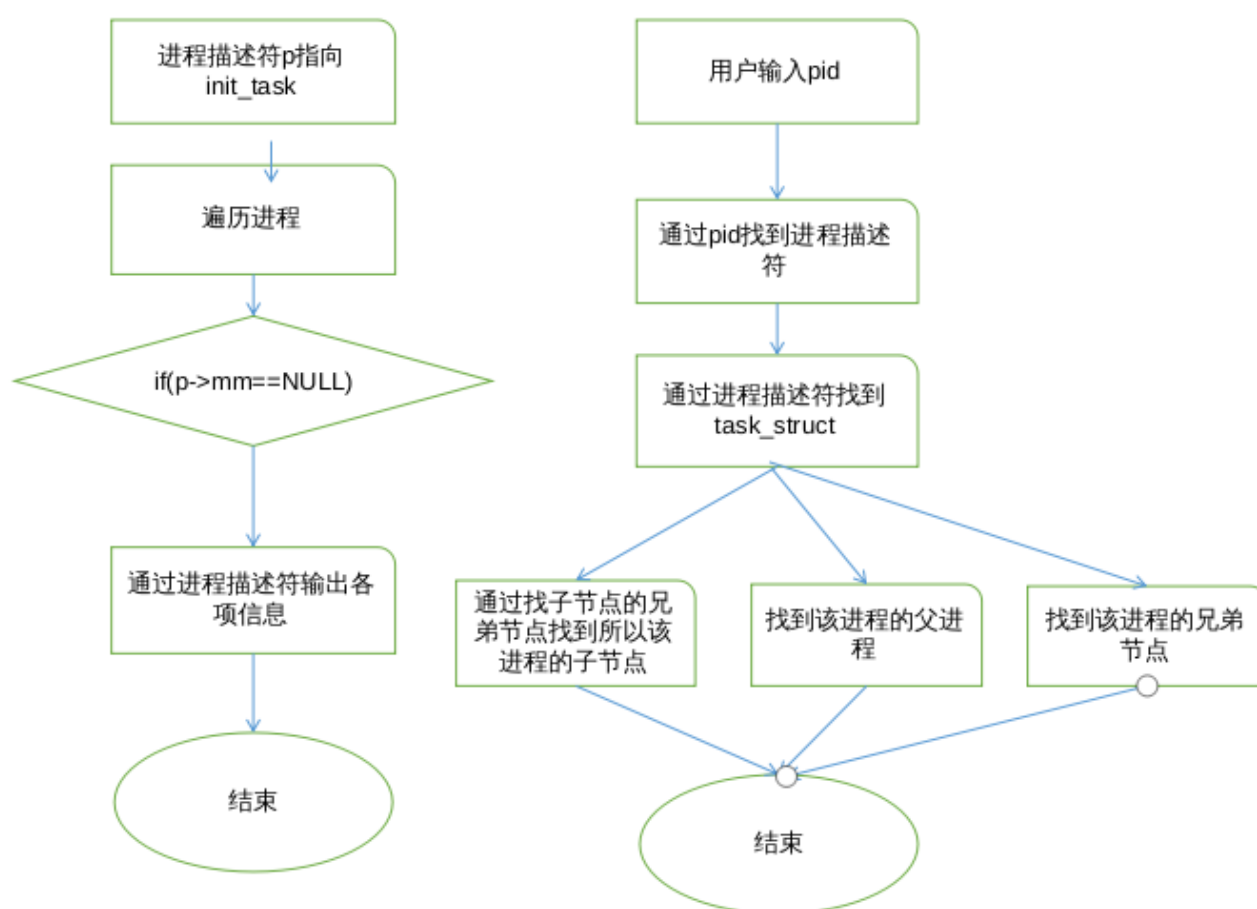 进程描述符p指向
init_task
遍历进程
if(p->mm==NULL)
通过进程描述符输出各
项信息
结束
用户输入pid
通过pid找到进程描述
符
通过进程描述符找到
task_struct
通过找子节点的兄
弟节点找到所以该
进程的子节点
找到该进程的父进
程
找到该进程的兄弟
节点
结束